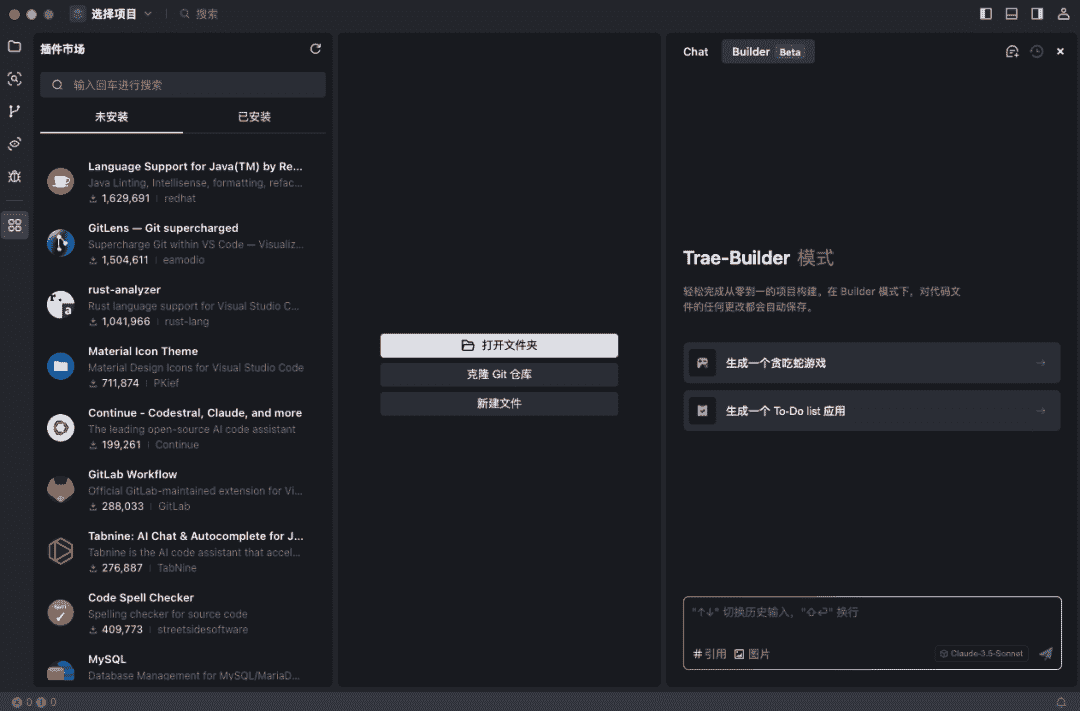 选择项目
搜索
插件市场
输入回车进行搜索
未安装 已安装
Language Support for Java(TM) by Re...
Java Linting, Intellisense, formatting, refac...
1,629,691 redhat
GitLens — Git supercharged
Supercharge Git within VS Code — Visualiz...
1,504,611 eamodio
rust-analyzer
Rust language support for Visual Studio C...
1,041,966 rust-lang
Material Icon Theme
Material Design Icons for Visual Studio Code
711,874 PKief
Continue - Codestral, Claude, and more
The leading open-source AI code assistant
199,261 Continue
GitLab Workflow
Official GitLab-maintained extension for Vi...
288,033 GitLab
Tabnine: AI Chat & Autocomplete for J...
Tabnine is the AI code assistant that accel...
276,887 TabNine
Code Spell Checker
Spelling checker for source code
409,773 streetsidesoftware
MySQL
Database Management for MySQL/MariaD...
打开文件夹
克隆 Git 仓库
新建文件
Chat Builder Beta
Trae-Builder 模式
轻松完成从零到一的项目构建。在 Builder 模式下，对代码文
件的任何更改都会自动保存。
生成一个贪吃蛇游戏
生成一个 To-Do list 应用
"↑↓" 切换历史输入，"⇧⏎" 换行
#引用 图片
Claude-3.5-Sonnet
0 0